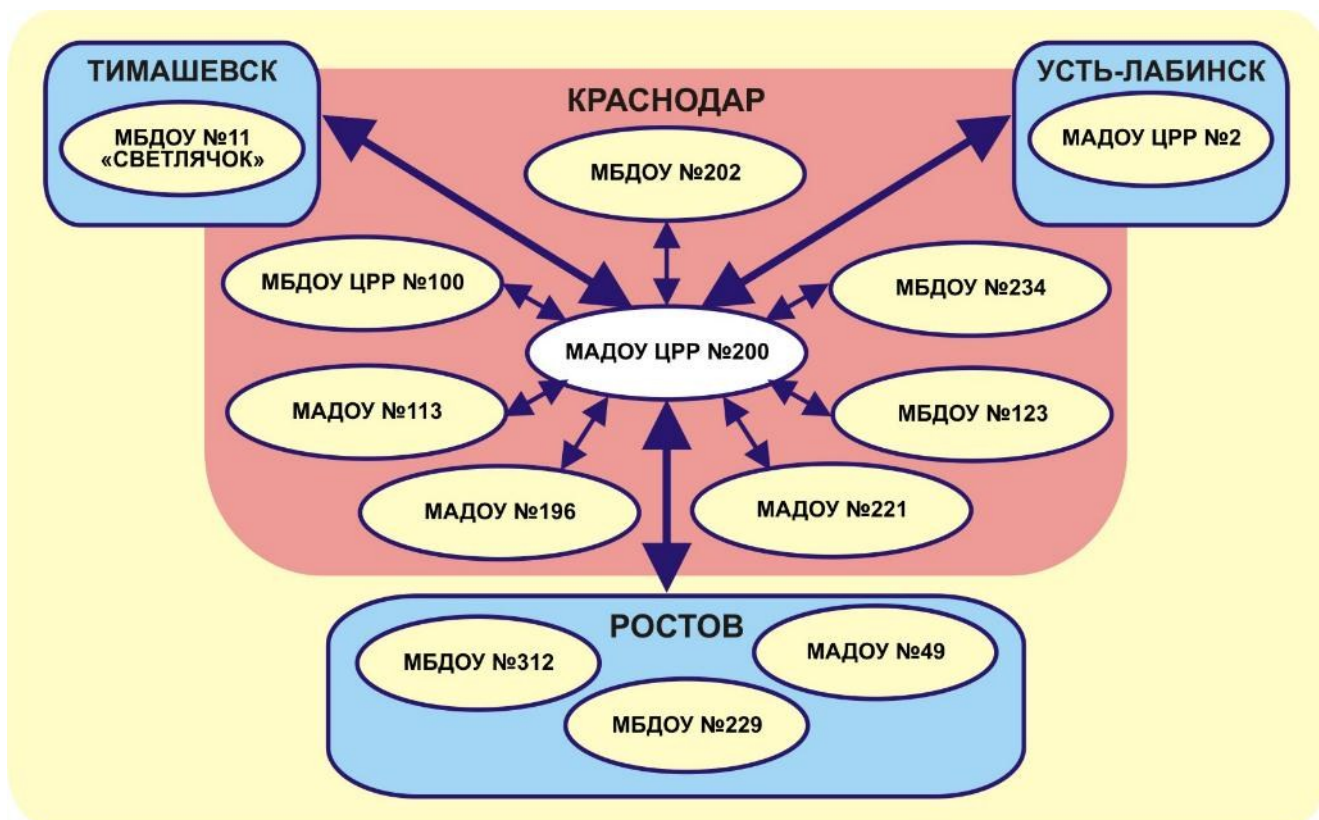 ТИМАШЕВСК
МБДОУ №11
«СВЕТЛЯЧОК»
КРАСНОДАР
УСТЬ-ЛАБИНСК
МАДОУ ЦРР №2
МБДОУ №202
МБДОУ ЦРР №100
МБДОУ №234
МАДОУ ЦРР №200
МАДОУ №113
МБДОУ №123
МАДОУ №196
МАДОУ №221
РОСТОВ
МБДОУ №312
МАДОУ №49
МБДОУ №229